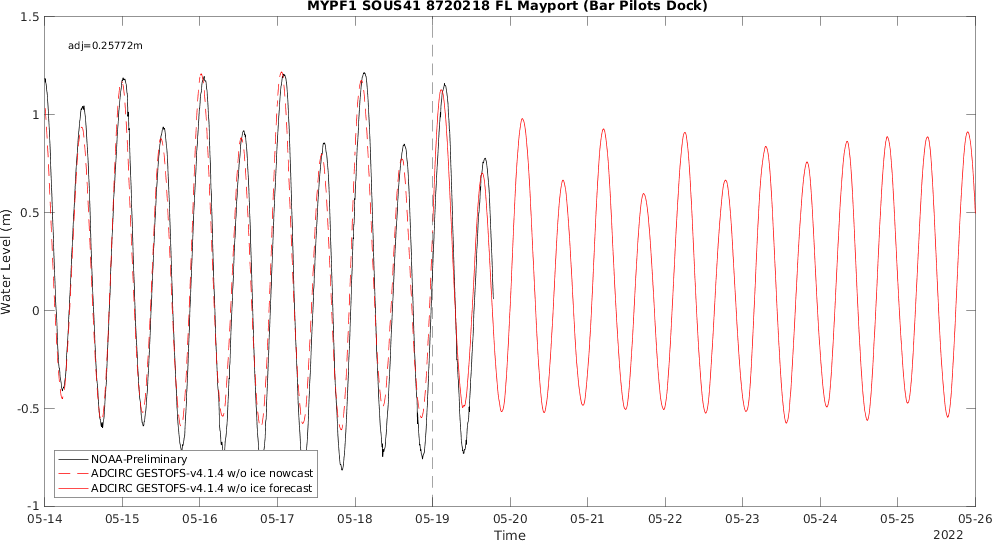 MYPF1 SOUS41 8720218 FL Mayport (Bar Pilots Dock)
adj=0.25772m
Water Level (m)
1.5
1
0.5
0
-0.5
-1
NOAA-Preliminary
ADCIRC GESTOFS-v4.1.4 w/o ice nowcast
ADCIRC GESTOFS-v4.1.4 w/o ice forecast
05-14 05-15 05-16 05-17 05-18 05-19 05-20 05-21 05-22 05-23 05-24 05-25 05-26
Time
2022